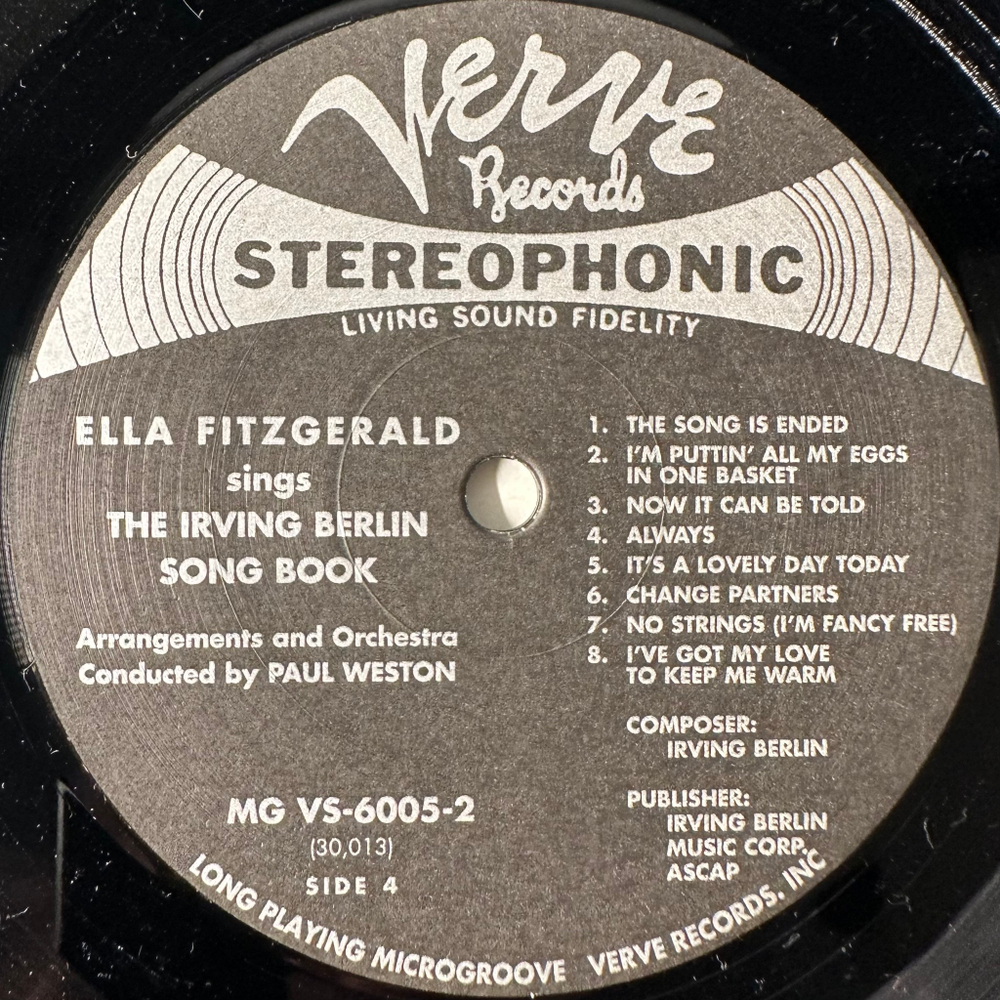 Verve
Records
STEREOPHONIC
LIVING SOUND FIDELITY
ELLA FITZGERALD
sings
THE IRVING BERLIN
SONG BOOK
Arrangements and Orchestra
Conducted by PAUL WESTON
MG VS-6005-2
(30,013)
SIDE 4
1. THE SONG IS ENDED
2. I'M PUTTIN' ALL MY EGGS
IN ONE BASKET
3. NOW IT CAN BE TOLD
4. ALWAYS
5. IT'S A LOVELY DAY TODAY
6. CHANGE PARTNERS
7. NO STRINGS (I'M FANCY FREE)
8. I'VE GOT MY LOVE
TO KEEP ME WARM
COMPOSER:
IRVING BERLIN
PUBLISHER:
IRVING BERLIN
MUSIC CORP.
ASCAP
LONG PLAYING MICROGROOVE VERVE RECORDS. INC